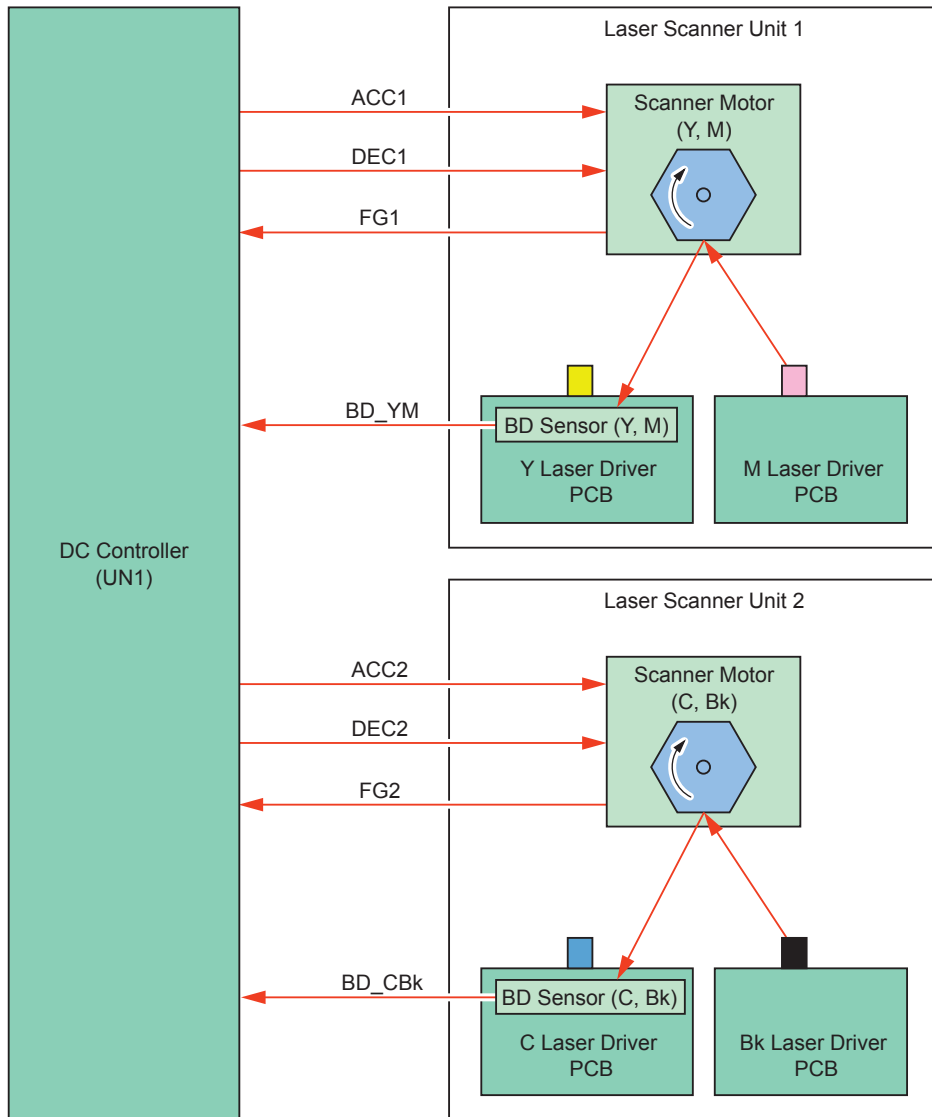 Laser Scanner Unit 1
ACC1
Scanner Motor
(Y, M)
DEC1
FG1
BD_YM
BD Sensor (Y, M)
Y Laser Driver
PCB
M Laser Driver
PCB
DC Controller
(UN1)
Laser Scanner Unit 2
ACC2
Scanner Motor
(C, Bk)
DEC2
FG2
BD_CBk
BD Sensor (C, Bk)
C Laser Driver
PCB
Bk Laser Driver
PCB